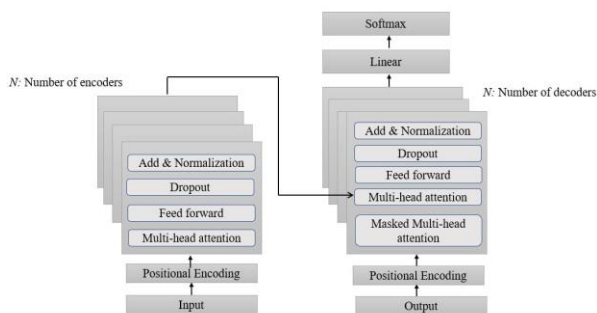 Softmax
Linear
N: Number of encoders
N: Number of decoders
Add & Normalization
Dropout
Feed forward
Multi-head attention
Positional Encoding
Input
Add & Normalization
Dropout
Feed forward
Multi-head attention
Masked Multi-head
attention
Positional Encoding
Output